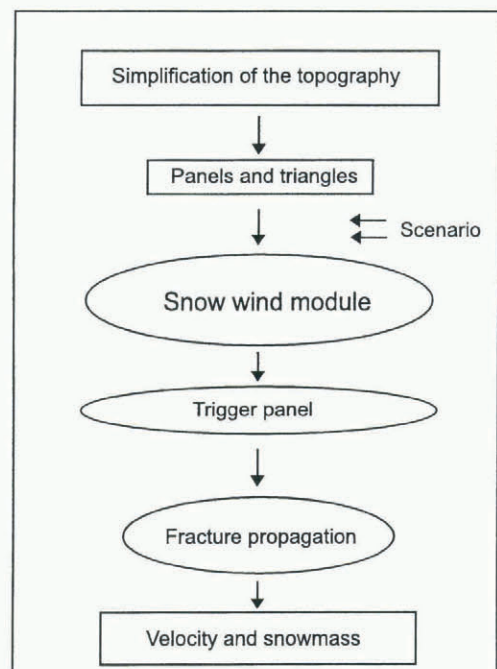 Simplification of the topography
Panels and triangles
Scenario
Snow wind module
Trigger panel
Fracture propagation
Velocity and snowmass